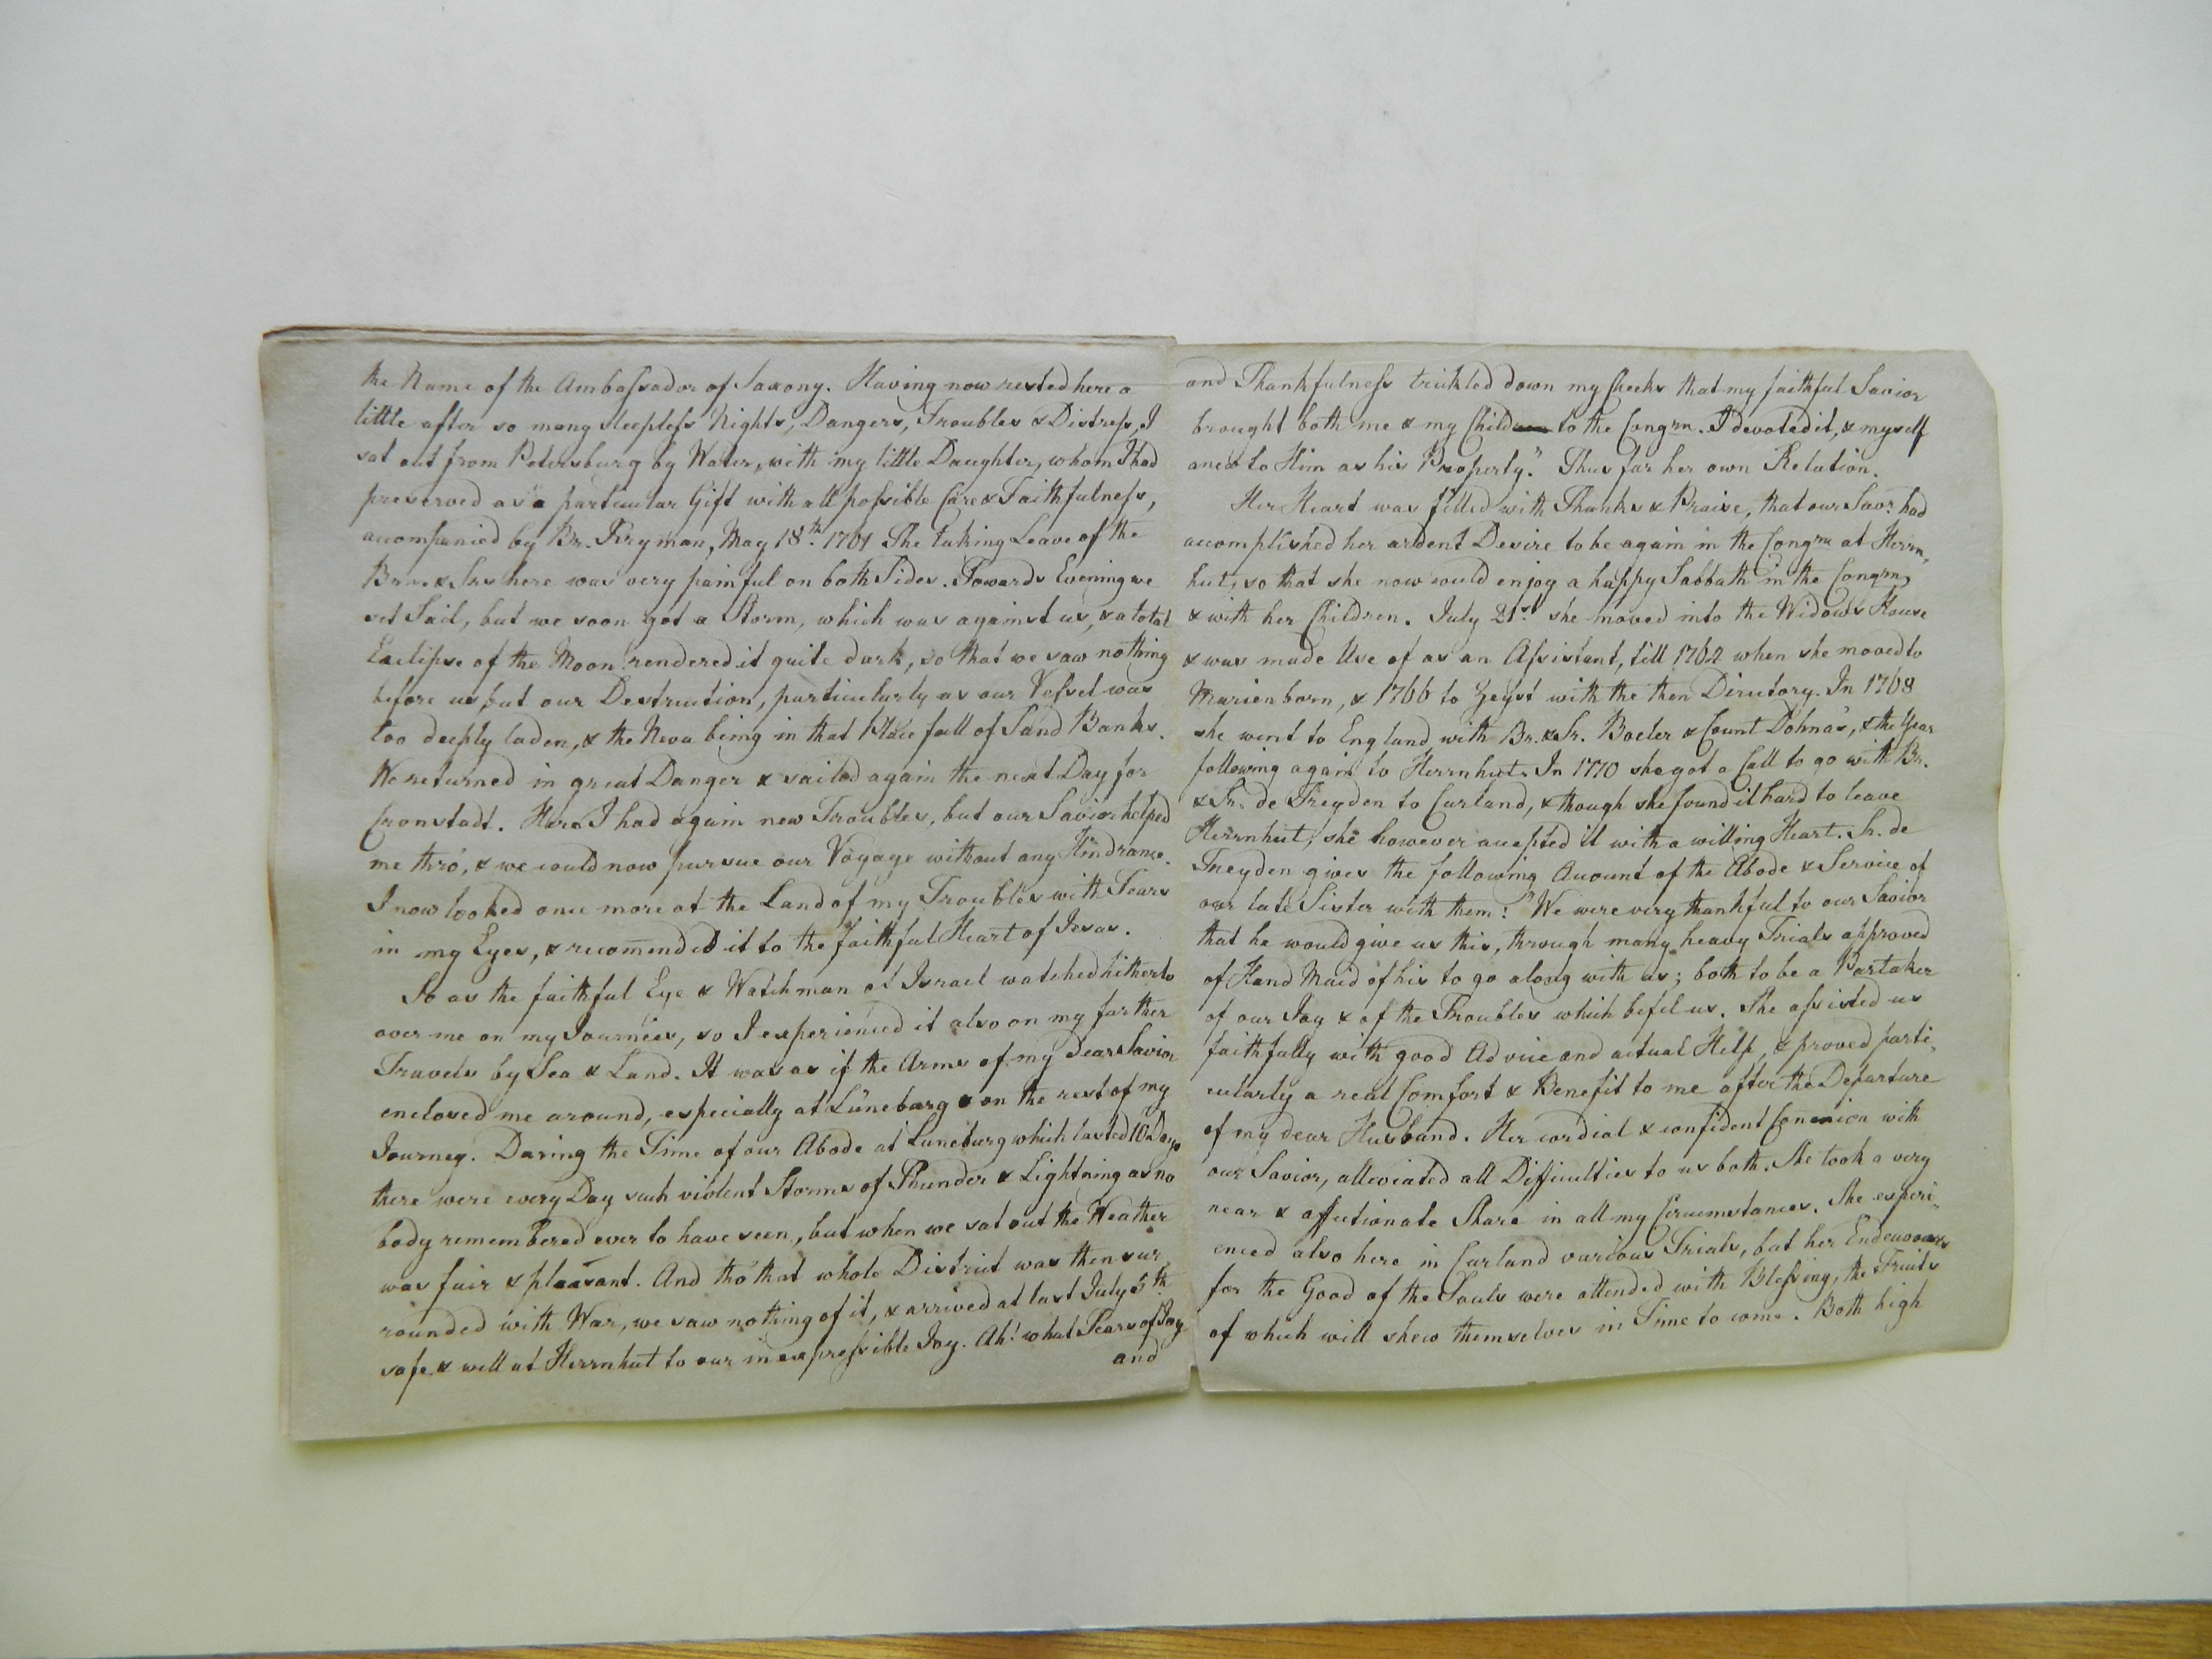 the Name of the Ambassador of Saxony. Having now rested here a
little after so many sleepless Nights, Dangers, Troubles & Distress, I
sat out from Petersburg by Water, with my little Daughter, whom I had
preserved as a particular Gift with all possible Care & Faithfulness,
accompanied by Br. Fryman, May 18th 1761 The taking Leave of the
Brn & Srs here was very painful on both Sides. Towards Evening we
set Sail, but we soon got a Storm, which was against us, & a total
Eclipse of the Moon rendered it quite dark, so that we saw nothing
before us but our Destruction, particularly as our Vessel was
too deeply laden, & the Neva being in that Place full of Sand Banks.
We returned in great Danger & sailed again the next Day for
Cronstadt. Here I had again new Troubles, but our Savior helped
me thro', & we could now pursue our Voyage without any Hindrance.
I now looked once more at the Land of my Troubles with Tears
in my Eyes, & recom̄ended it to the faithful Heart of Jesus.
So as the faithful Eye & Watchman of Israel watched hitherto
over me on my Journeies, so I experienced it also on my farther
Travels by Sea & Land. It was as if the Arms of my dear Savior
enclosed me around, especially at Lüneburg & on the rest of my
Journey. During the Time of our Abode at Luneburg which lasted 10 Days
there were every Day such violent Storms of Thunder & Lightning as no
body remembered ever to have seen, but when we sat out the Weather
was fair & pleasant. And tho' that whole District was then sur
rounded with War, we saw nothing of it, & arrived at last July 5th
safe & well at Herrnhut to our inexpressible Joy. Ah! what Tears of Joy
and
and Thankfulness trickled down my Cheeks that my faithful Savior
brought both me & my Child to the Congrn. I devoted it, & myself
anew to Him as his Property." Thus far her own Relation.
Her Heart was filled with Thanks & Praise, that our Savr. had
accomplished her ardent Desire to be again in the Congrn at Herrn,
hut, so that she now could enjoy a happy Sabbath in the Congrn,
& with her Children. July 21st she moved into the Widows House
& was made Use of as an Assistant, till 1762 when she moved to
Marienborn, & 1766 to Zeyst with the then Directory. In 1768
she went to England with Br. & Sr. Boeler & Count Dohna's, & the Year
following again to Herrnhut. In 1770 she got a Call to go with Br.
& Sr. de Freyden to Curland, & though she found it hard to leave
Herrnhut, she however accepted it with a willing Heart. Sr. de
Freyden gives the following Account of the Abode & Service of
our late Sister with them: "We were very thankful to our Savior
that he would give us this, through many heavy Trials approved
of Hand Maid of his to go along with us; both to be a Partaker
of our Joy & of the Troubles which befel us. She assisted us
faithfully with good Advice and actual Help, & proved parti,
cularly a real Comfort & Benefit to me after the Departure
of my dear Husband. Her cordial & confident Conexion with
our Savior, alleviated all Difficulties to us both. She took a very
near & affectionate Share in all my Circumstances. She experi,
enced also here in Curland various Trials, but her Endeavours
for the Good of the Souls were attended with Blessing, the Fruits
of which will shew themselves in Time to come. Both high